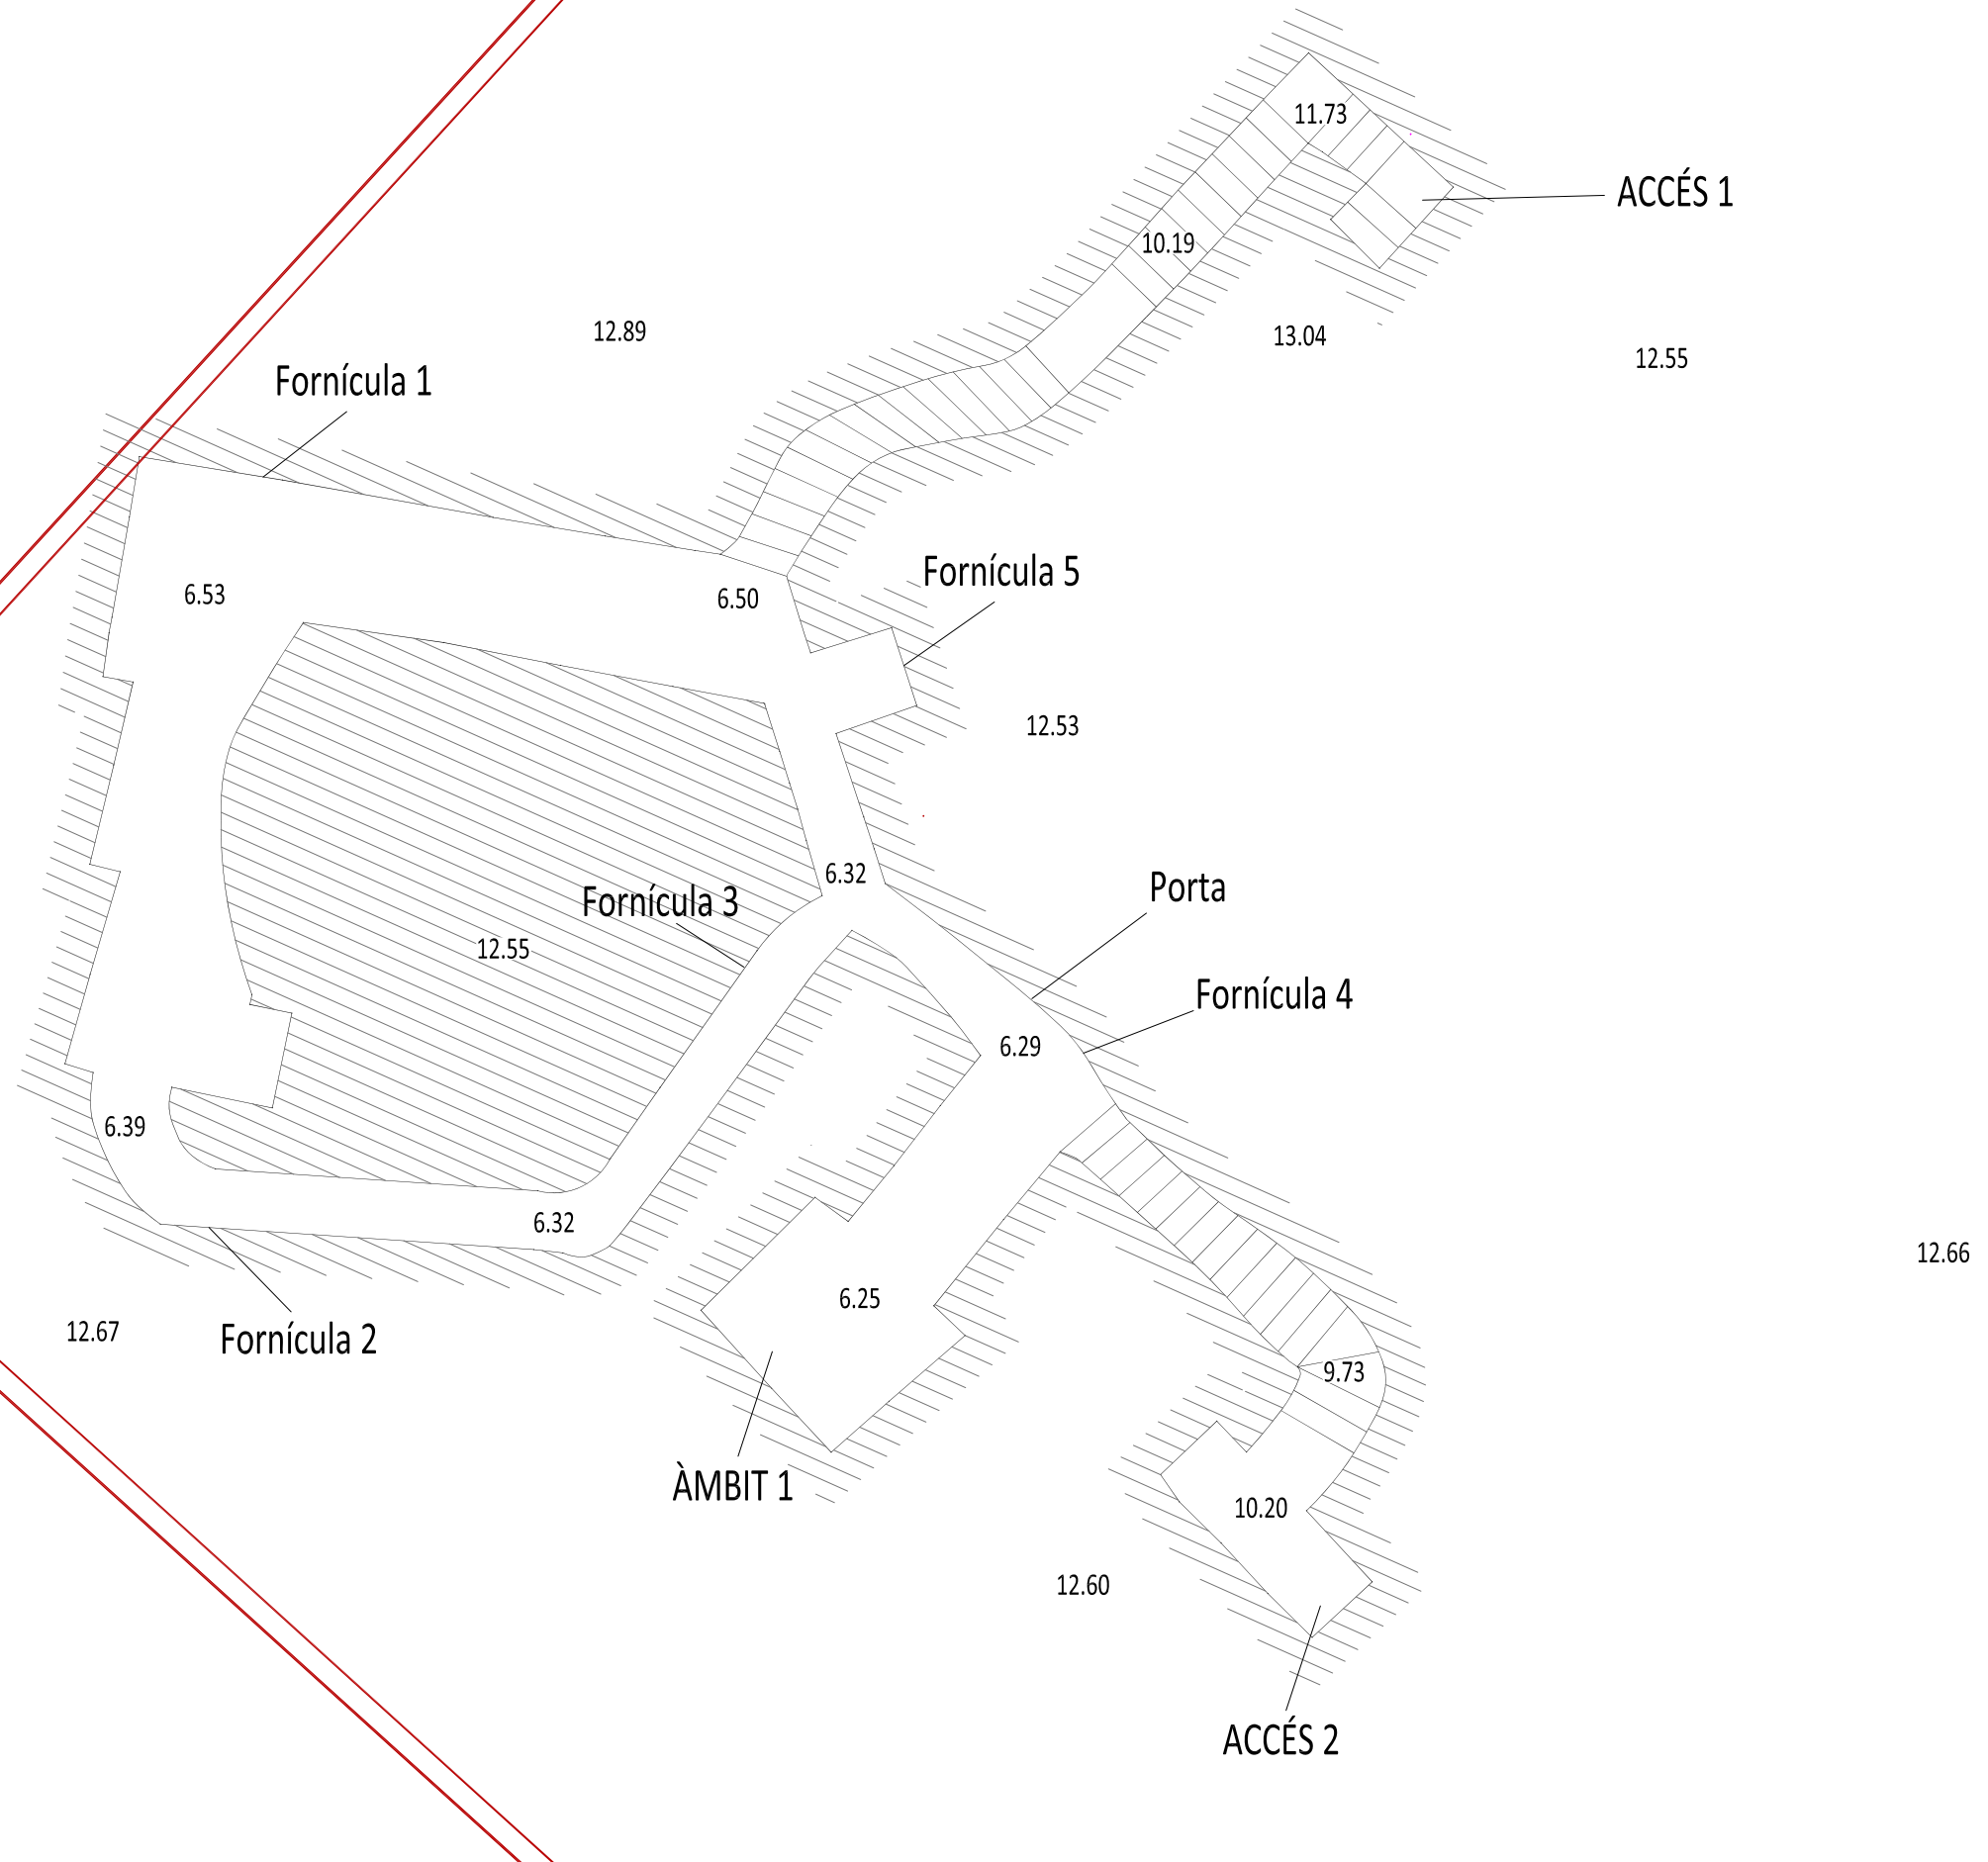 11.73
ACCÉS 1
10.19
12.89
13.04
12.55
Fornícula 1
Fornícula 5
6.53
6.50
12.53
6.32
Porta
Fornícula 3
12.55
Fornícula 4
6.29
6.39
6.32
12.66
6.25
12.67
Fornícula 2
9.73
ÀMBIT 1
10.20
12.60
ACCÉS 2